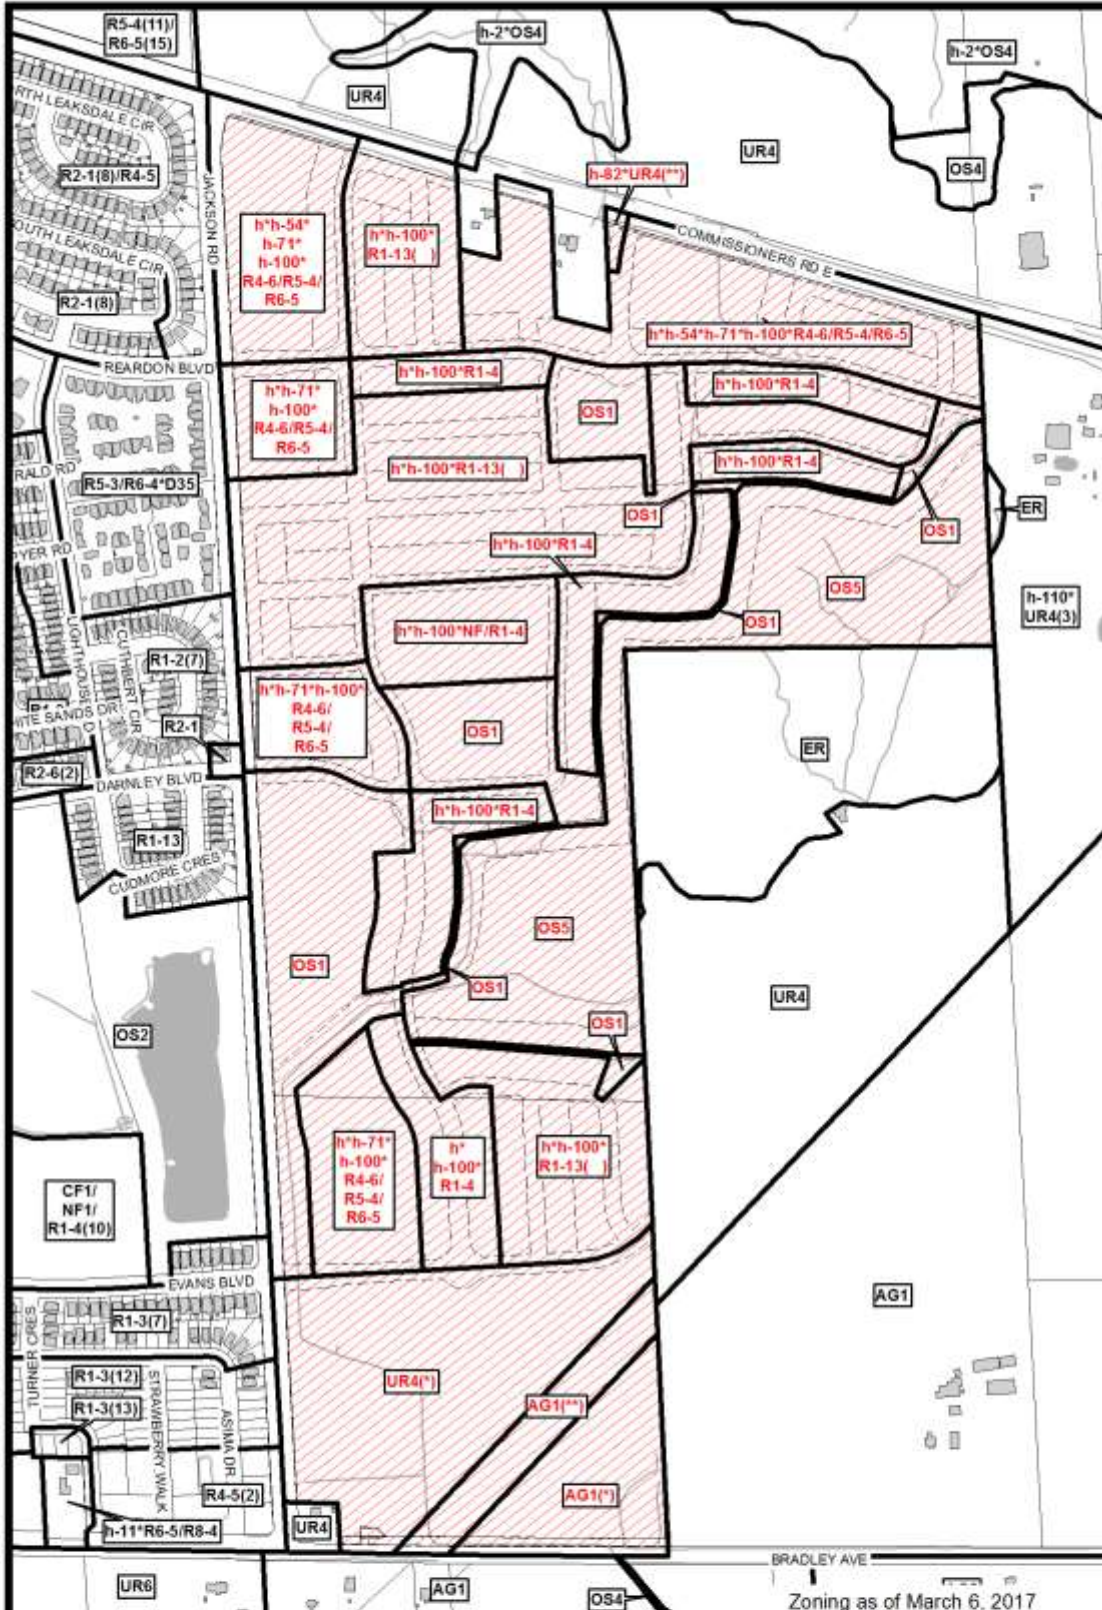 R5-4(11)/
R6-5(15)
h-2*OS4
h-2*OS4
UR4
UR4
OS4
RTH LEAKSDALE CIR
R2-1(8)/R4-5
JACKSON RD
h-82*UR4(**)
h*h-54*
h-71*
h-100*
R4-6/R5-4/
R6-5
h*h-100*
R1-13( )
COMMISSIONERS RD E
OUTH LEAKSDALE CIR
R2-1(8)
h*h-54*h-71*h-100*R4-6/R5-4/R6-5
REARDON BLVD
h*h-100*R1-4
h*h-100*R1-4
h*h-71*
h-100*
R4-6/R5-4/
R6-5
OS1
h*h-100*R1-13( )
h*h-100*R1-4
RALD RD
R5-3/R6-4*D35
OS1
OS1
ER
h*h-100*R1-4
YER RD
OS5
h-110*
UR4(3)
OS1
h*h-100*NF/R1-4
LIGHTHOUSE
CUTHBERT CIR
R1-2(7)
h*h-71*h-100*
R4-6/
R5-4/
R6-5
HITE SANDS DR
R2-1
OS1
ER
R2-6(2)
DARNLEY BLVD
h*h-100*R1-4
R1-13
CUDMORE CRES
OS5
OS1
OS1
UR4
OS1
OS2
h*h-71*
h-100*
R4-6/
R5-4/
R6-5
h*
h-100*
R1-4
h*h-100*
R1-13( )
CF1/
NF1/
R1-4(10)
EVANS BLVD
AG1
TURNER CRES
R1-3(7)
R1-3(12)
UR4(*)
R1-3(13)
STRAWBERRY WALK
ASIMA DR
AG1(**)
R4-5(2)
AG1(*)
h-11*R6-5/R8-4
UR4
BRADLEY AVE
UR6
AG1
OS4
Zoning as of March 6, 2017